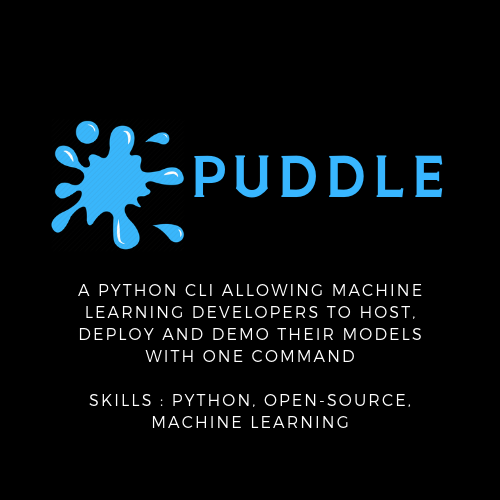 PUDDLE
A PYTHON CLI ALLOWING MACHINE
LEARNING DEVELOPERS TO HOST,
DEPLOY AND DEMO THEIR MODELS
WITH ONE COMMAND
SKILLS : PYTHON, OPEN-SOURCE,
MACHINE LEARNING